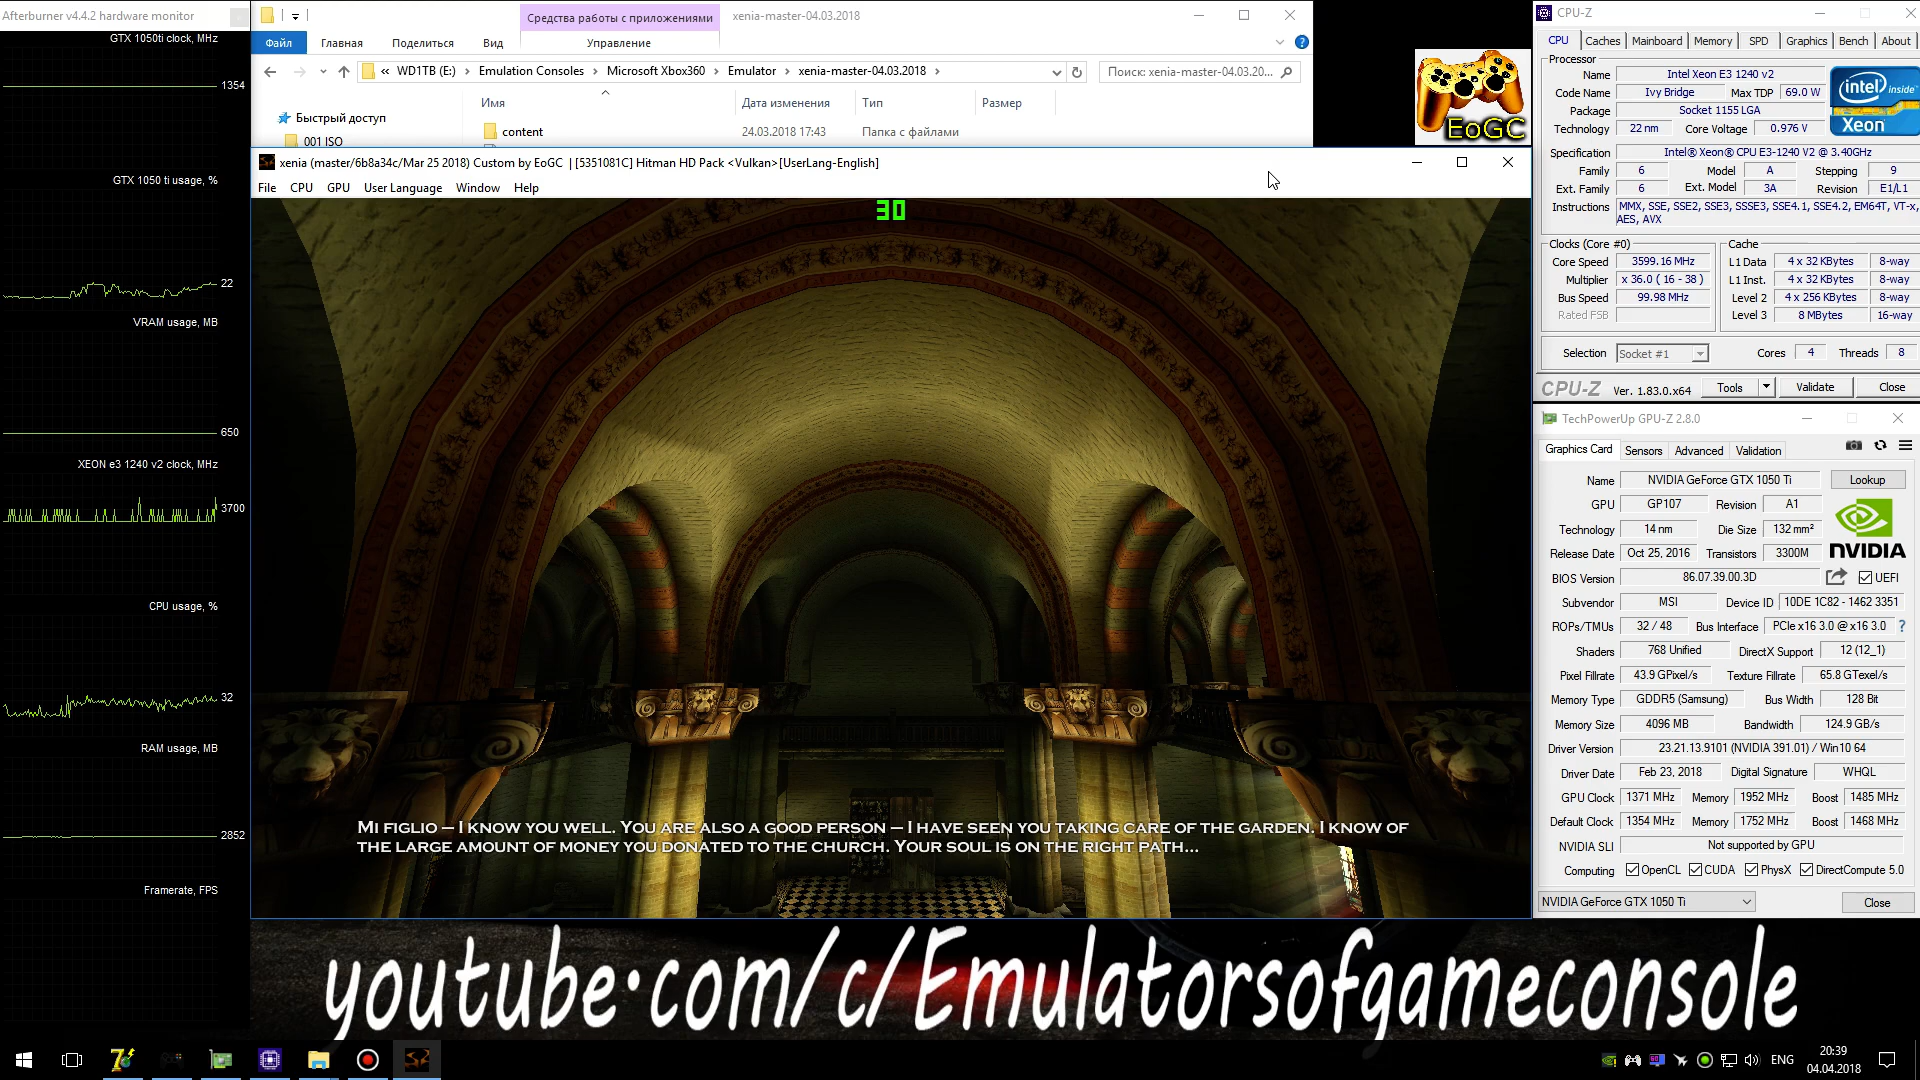 Afterburner v4.4.2 hardware monitor
GTX 1050ti clock, MHz
1354
GTX 1050 ti usage, %
22
VRAM usage, MB
650
XEON e3 1240 v2 clock, MHz
3700
CPU usage, %
32
RAM usage, MB
2852
Framerate, FPS
Средства работы с приложениями
xenia-master-04.03.2018
Файл
Главная
Поделиться
Вид
Управление
« WD1TB (E:) › Emulation Consoles › Microsoft Xbox360 › Emulator › xenia-master-04.03.2018 ›
Поиск: xenia-master-04.03.20...
Имя
Дата изменения
Тип
Размер
Быстрый доступ
001 ISO
content
24.03.2018 17:43
Папка с файлами
EoGC
xenia (master/6b8a34c/Mar 25 2018) Custom by EoGC | [5351081C] Hitman HD Pack <Vulkan>[UserLang-English]
File CPU GPU User Language Window Help
30
Mi figlio – I know you well. You are also a good person – I have seen you taking care of the garden. I know of
the large amount of money you donated to the church. Your soul is on the right path...
CPU-Z
CPU Caches Mainboard Memory SPD Graphics Bench About
Processor
Name Intel Xeon E3 1240 v2
Code Name Ivy Bridge Max TDP 69.0 W
Package Socket 1155 LGA
Technology 22 nm Core Voltage 0.976 V
intel inside™
Xeon
Specification Intel® Xeon® CPU E3-1240 V2 @ 3.40GHz
Family 6 Model A Stepping 9
Ext. Family 6 Ext. Model 3A Revision E1/L1
Instructions MMX, SSE, SSE2, SSE3, SSSE3, SSE4.1, SSE4.2, EM64T, VT-x,
AES, AVX
Clocks (Core #0)
Core Speed 3599.16 MHz
Multiplier x 36.0 ( 16 - 38 )
Bus Speed 99.98 MHz
Rated FSB
Cache
L1 Data 4 x 32 KBytes 8-way
L1 Inst. 4 x 32 KBytes 8-way
Level 2 4 x 256 KBytes 8-way
Level 3 8 MBytes 16-way
Selection Socket #1 Cores 4 Threads 8
CPU-Z Ver. 1.83.0.x64 Tools Validate Close
TechPowerUp GPU-Z 2.8.0
Graphics Card Sensors Advanced Validation
Name NVIDIA GeForce GTX 1050 Ti Lookup
GPU GP107 Revision A1
Technology 14 nm Die Size 132 mm²
Release Date Oct 25, 2016 Transistors 3300M
NVIDIA
BIOS Version 86.07.39.00.3D UEFI
Subvendor MSI Device ID 10DE 1C82 - 1462 3351
ROPs/TMUs 32 / 48 Bus Interface PCIe x16 3.0 @ x16 3.0 ?
Shaders 768 Unified DirectX Support 12 (12_1)
Pixel Fillrate 43.9 GPixel/s Texture Fillrate 65.8 GTexel/s
Memory Type GDDR5 (Samsung) Bus Width 128 Bit
Memory Size 4096 MB Bandwidth 124.9 GB/s
Driver Version 23.21.13.9101 (NVIDIA 391.01) / Win10 64
Driver Date Feb 23, 2018 Digital Signature WHQL
GPU Clock 1371 MHz Memory 1952 MHz Boost 1485 MHz
Default Clock 1354 MHz Memory 1752 MHz Boost 1468 MHz
NVIDIA SLI Not supported by GPU
Computing OpenCL CUDA PhysX DirectCompute 5.0
NVIDIA GeForce GTX 1050 Ti Close
youtube.com/c/Emulatorsofgameconsole
ENG
20:39
04.04.2018